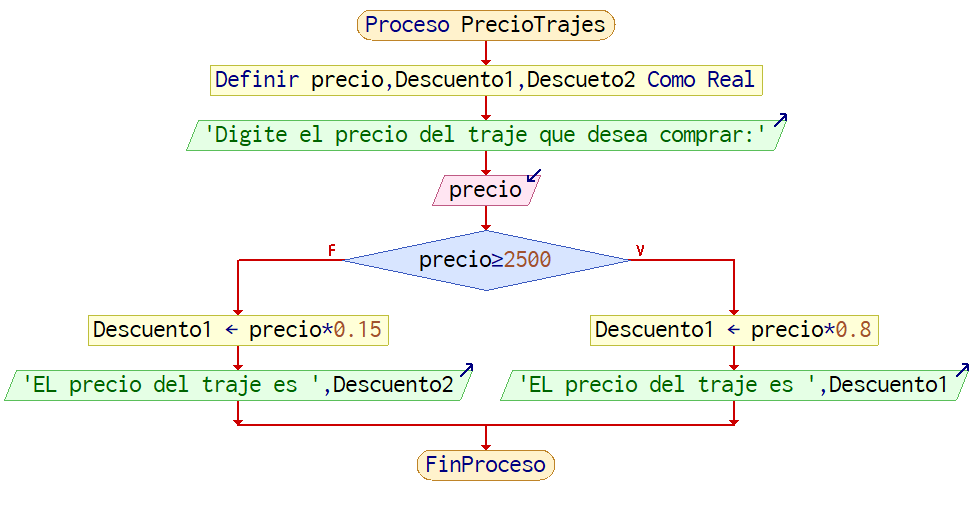 Proceso PrecioTrajes
Definir precio,Descuento1,Descueto2 Como Real
'Digite el precio del traje que desea comprar:'
precio
F
precio≥2500
V
Descuento1 ← precio*0.15
Descuento1 ← precio*0.8
'EL precio del traje es ',Descuento2
'EL precio del traje es ',Descuento1
FinProceso